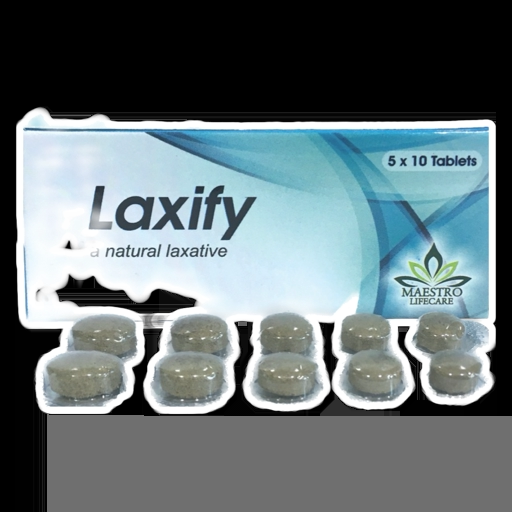 5 x 10 Tablets
Laxify
a natural laxative
MAESTRO
LIFECARE